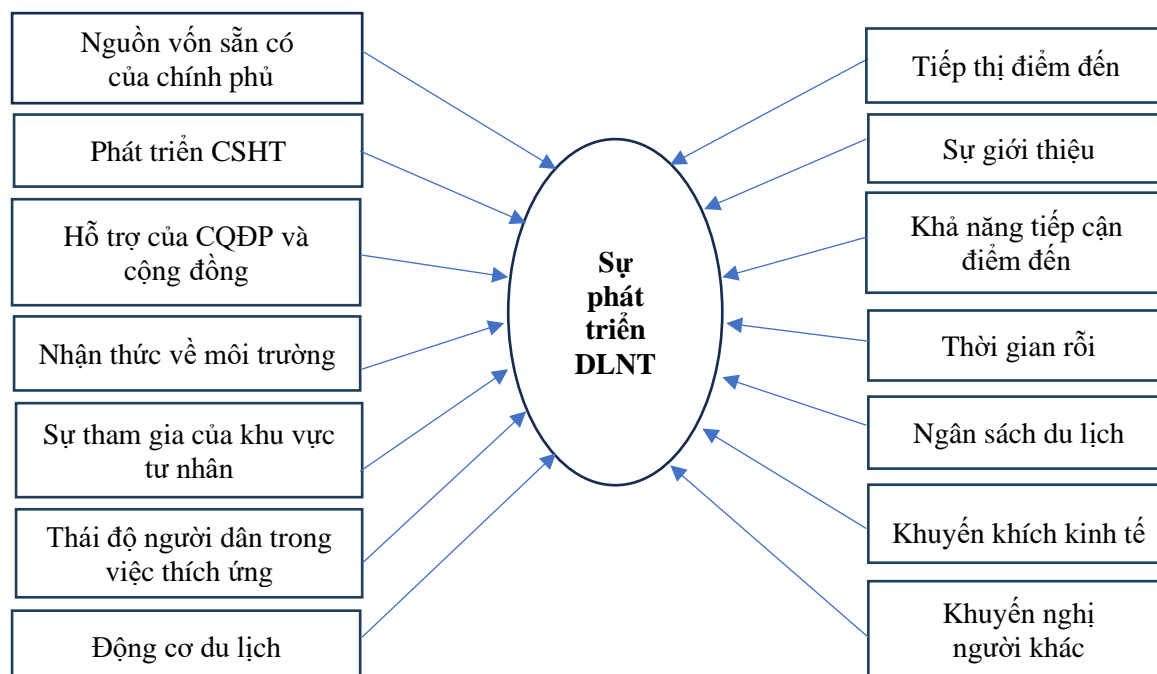 Nguồn vốn sẵn có
của chính phủ
Phát triển CSHT
Hỗ trợ của CQĐP và
cộng đồng
Nhận thức về môi trường
Sự tham gia của khu vực
tư nhân
Thái độ người dân trong
việc thích ứng
Động cơ du lịch
Sự
phát
triển
DLNT
Tiếp thị điểm đến
Sự giới thiệu
Khả năng tiếp cận
điểm đến
Thời gian rỗi
Ngân sách du lịch
Khuyến khích kinh tế
Khuyến nghị
người khác